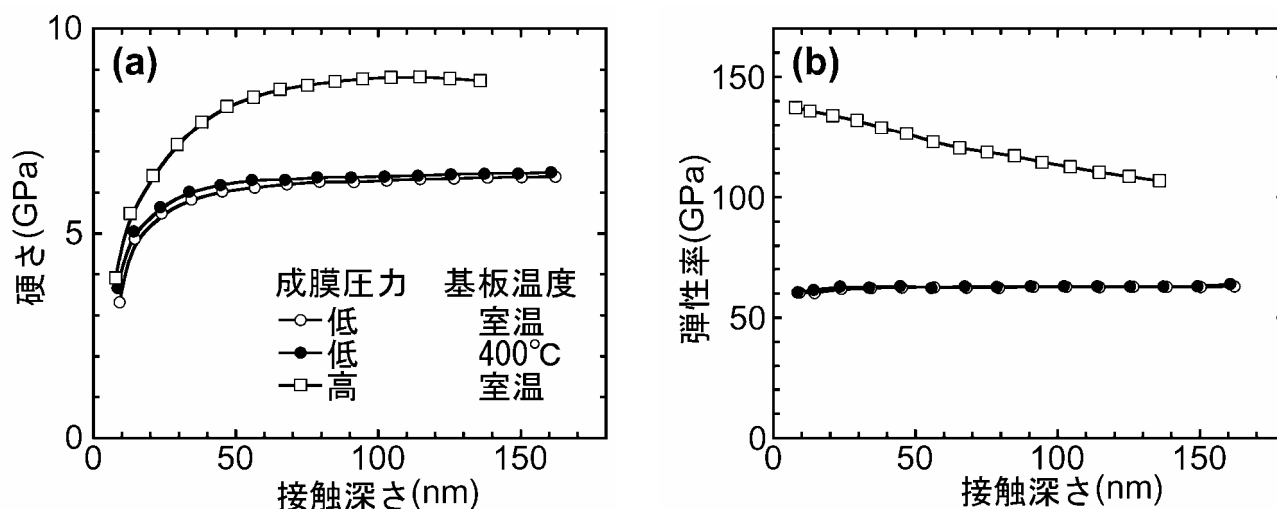 (a)
10
5
0
硬さ(GPa)
成膜圧力 基板温度
低 室温
低 400℃
高 室温
0 50 100 150
接触深さ(nm)
(b)
150
100
50
0
弾性率(GPa)
0 50 100 150
接触深さ(nm)